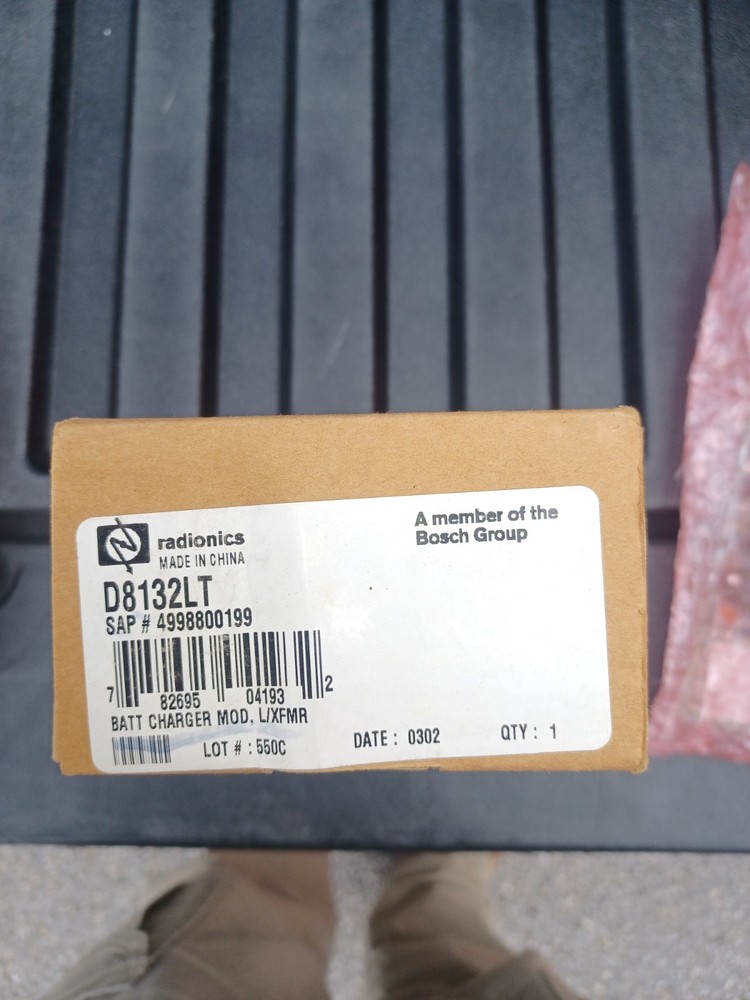 radionics
MADE IN CHINA
A member of the
Bosch Group
D8132LT
SAP # 4998800199
7 82695 04193 2
BATT CHARGER MOD, L/XFMR
LOT # : 550C
DATE : 0302
QTY : 1